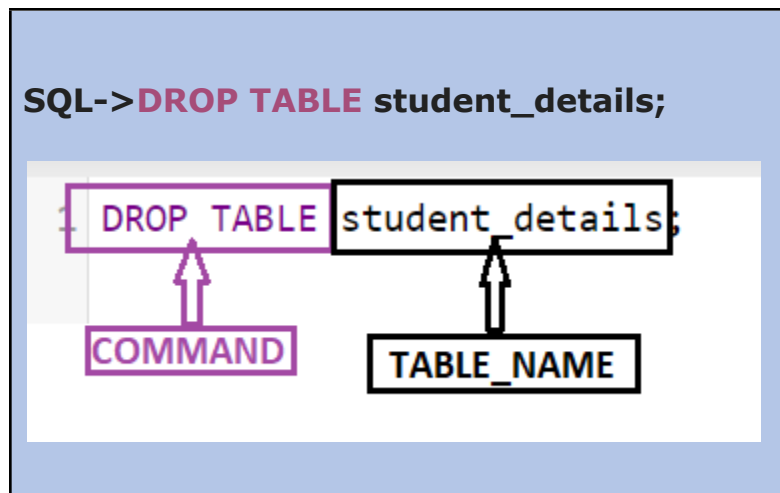 SQL->DROP TABLE student_details;
1 DROP TABLE student_details;
COMMAND
TABLE_NAME